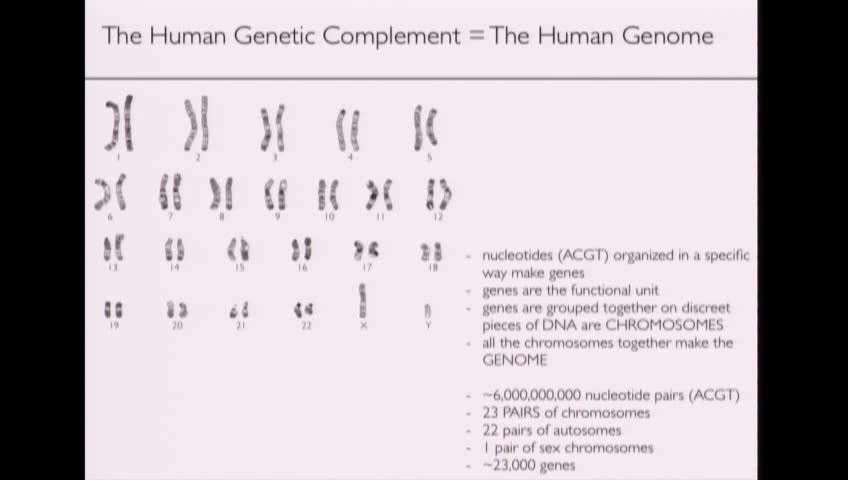 The Human Genetic Complement = The Human Genome
1 2 3 4 5
6 7 8 9 10 11 12
13 14 15 16 17 18
19 20 21 22 X Y
- nucleotides (ACGT) organized in a specific
way make genes
- genes are the functional unit
- genes are grouped together on discreet
pieces of DNA are CHROMOSOMES
- all the chromosomes together make the
GENOME
- ~6,000,000,000 nucleotide pairs (ACGT)
- 23 PAIRS of chromosomes
- 22 pairs of autosomes
- 1 pair of sex chromosomes
- ~23,000 genes